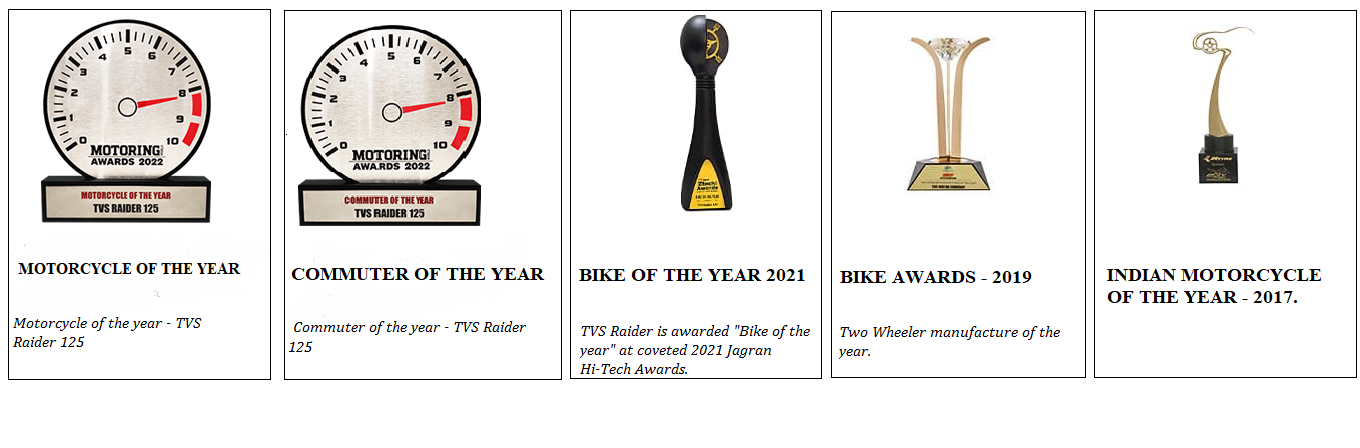 0 1 2 3 4 5 6 7 8 9 10
MOTORING
AWARDS 2022
MOTORCYCLE OF THE YEAR
TVS RAIDER 125
MOTORCYCLE OF THE YEAR
Motorcycle of the year - TVS
Raider 125
0 1 2 3 4 5 6 7 8 9 10
MOTORING
AWARDS 2022
COMMUTER OF THE YEAR
TVS RAIDER 125
COMMUTER OF THE YEAR
Commuter of the year - TVS Raider
125
Awards
BIKE OF THE YEAR
BIKE OF THE YEAR 2021
TVS Raider is awarded "Bike of the
year" at coveted 2021 Jagran
Hi-Tech Awards.
BIKE AWARDS - 2019
Two Wheeler manufacture of the
year.
INDIAN MOTORCYCLE
OF THE YEAR - 2017.